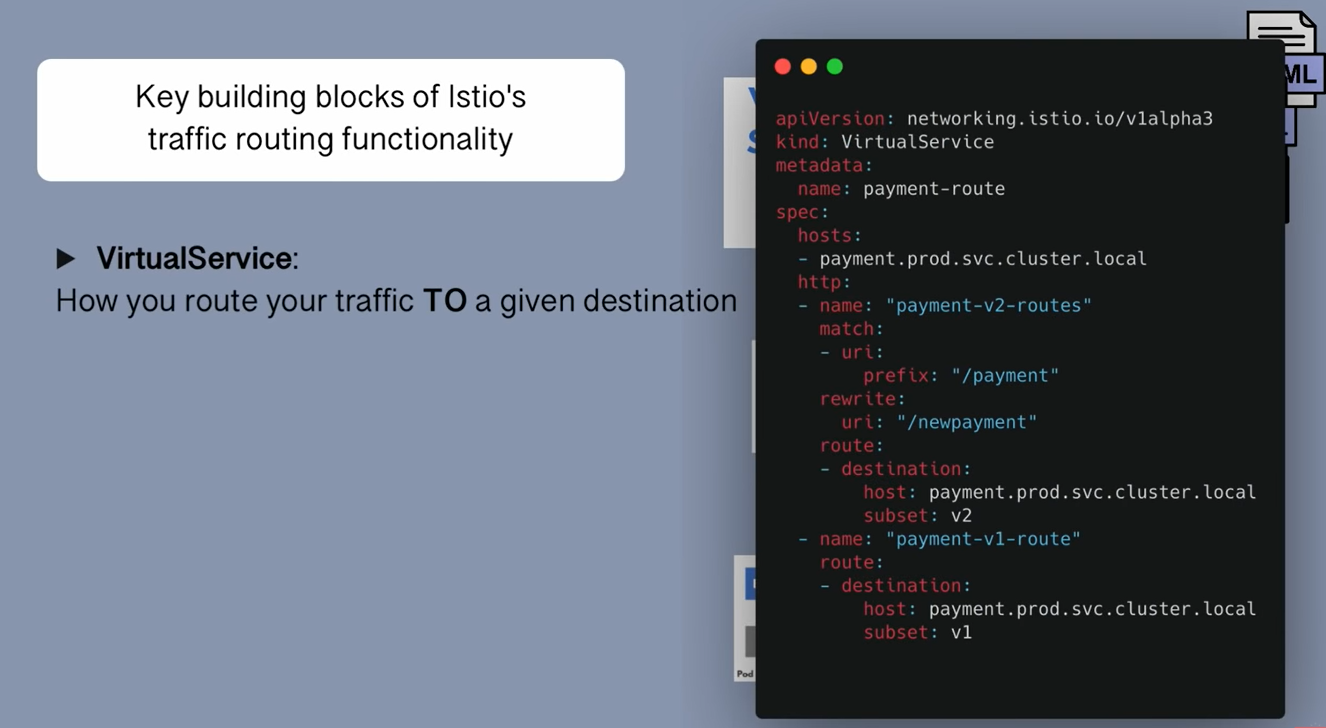 Key building blocks of Istio's
traffic routing functionality
▶ VirtualService:
How you route your traffic TO a given destination
ML
apiVersion: networking.istio.io/v1alpha3
kind: VirtualService
metadata:
  name: payment-route
spec:
  hosts:
  - payment.prod.svc.cluster.local
  http:
  - name: "payment-v2-routes"
    match:
    - uri:
        prefix: "/payment"
    rewrite:
      uri: "/newpayment"
    route:
    - destination:
        host: payment.prod.svc.cluster.local
        subset: v2
  - name: "payment-v1-route"
    route:
    - destination:
        host: payment.prod.svc.cluster.local
        subset: v1
Pod